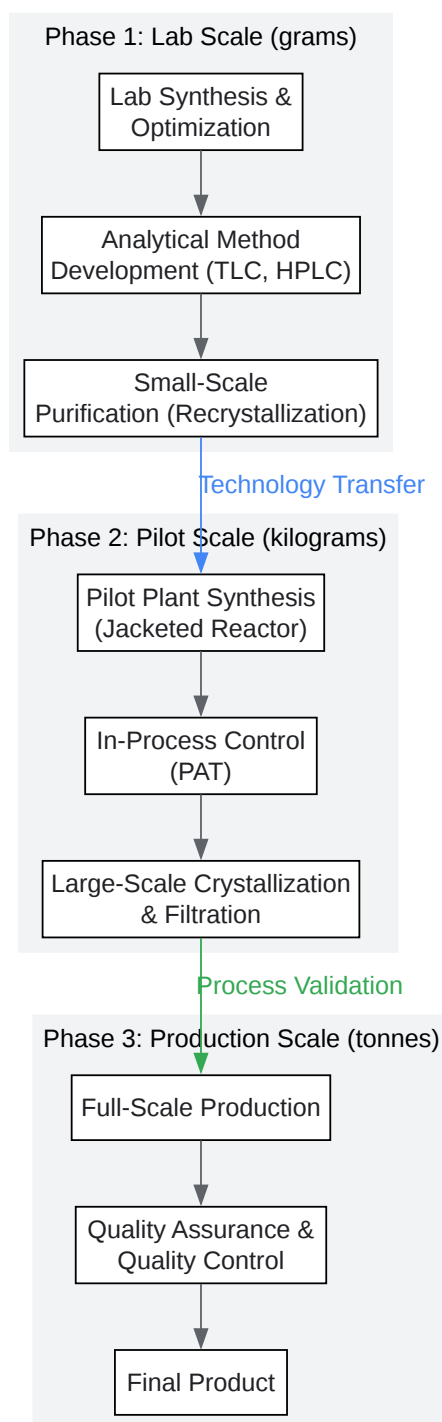 Phase 1: Lab Scale (grams)
Lab Synthesis &
Optimization
Analytical Method
Development (TLC, HPLC)
Small-Scale
Purification (Recrystallization)
Technology Transfer
Phase 2: Pilot Scale (kilograms)
Pilot Plant Synthesis
(Jacketed Reactor)
In-Process Control
(PAT)
Large-Scale Crystallization
& Filtration
Process Validation
Phase 3: Production Scale (tonnes)
Full-Scale Production
Quality Assurance &
Quality Control
Final Product